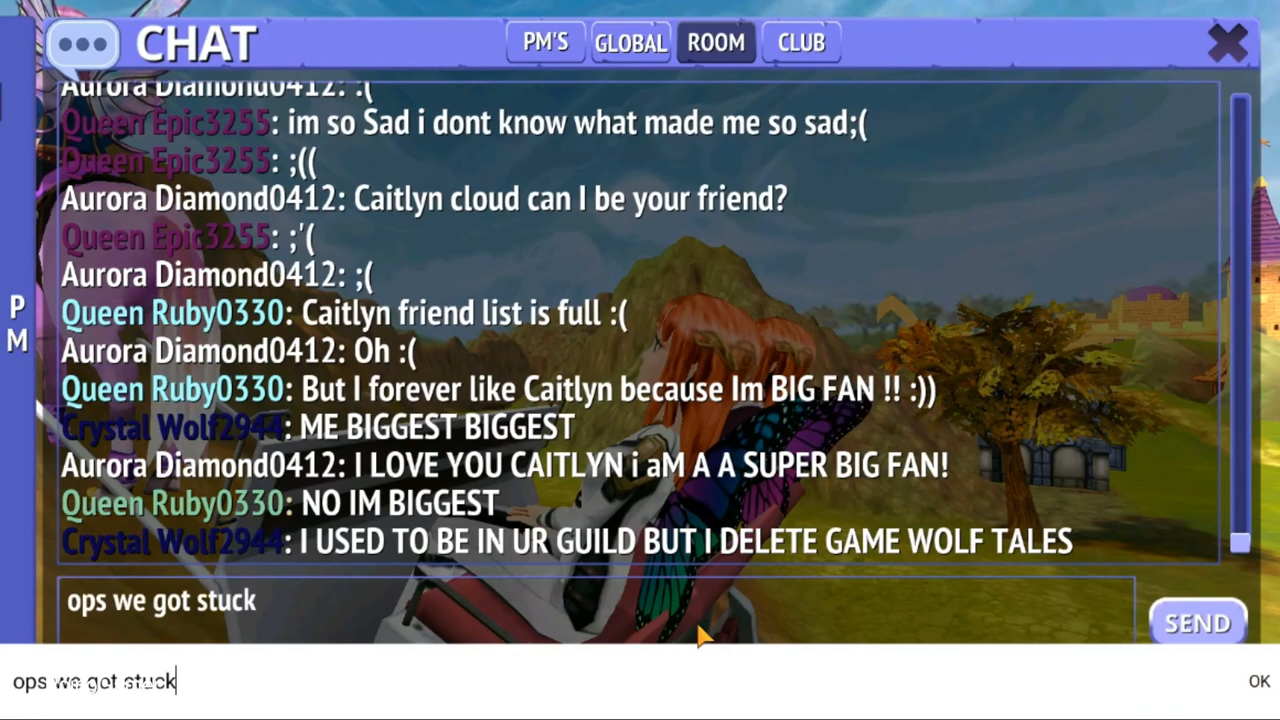 CHAT
PM'S
GLOBAL
ROOM
CLUB
Aurora Diamond0412: :(
Queen Epic3255: im so Sad i dont know what made me so sad;(
Queen Epic3255: ;((
Aurora Diamond0412: Caitlyn cloud can I be your friend?
Queen Epic3255: ;'(
Aurora Diamond0412: ;(
Queen Ruby0330: Caitlyn friend list is full :(
Aurora Diamond0412: Oh :(
Queen Ruby0330: But I forever like Caitlyn because Im BIG FAN !! :))
Crystal Wolf2944: ME BIGGEST BIGGEST
Aurora Diamond0412: I LOVE YOU CAITLYN i aM A A SUPER BIG FAN!
Queen Ruby0330: NO IM BIGGEST
Crystal Wolf2944: I USED TO BE IN UR GUILD BUT I DELETE GAME WOLF TALES
P
M
ops we got stuck
SEND
ops we got stuck
OK